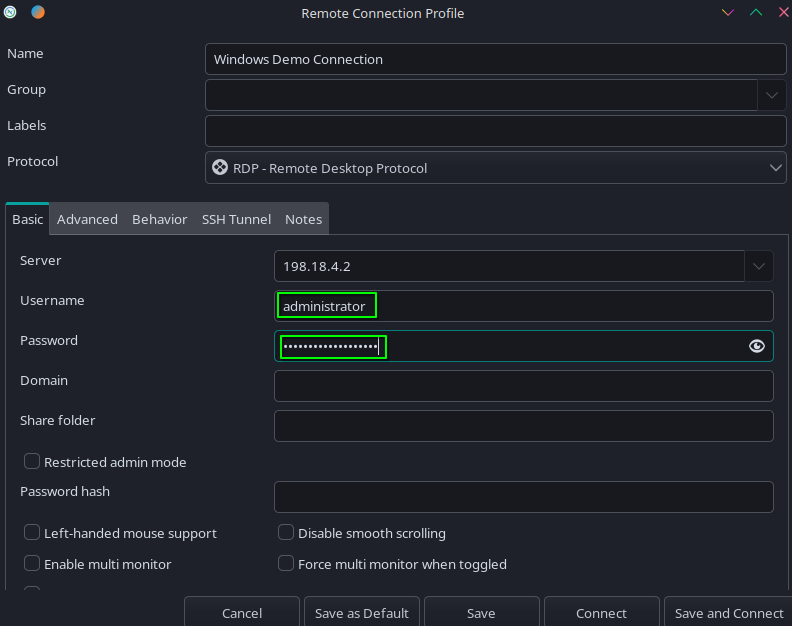 Remote Connection Profile
Name
Windows Demo Connection
Group
Labels
Protocol
RDP - Remote Desktop Protocol
Basic Advanced Behavior SSH Tunnel Notes
Server
198.18.4.2
Username
administrator
Password
•••••••••••••••••••
Domain
Share folder
Restricted admin mode
Password hash
Left-handed mouse support Disable smooth scrolling
Enable multi monitor Force multi monitor when toggled
Cancel Save as Default Save Connect Save and Connect